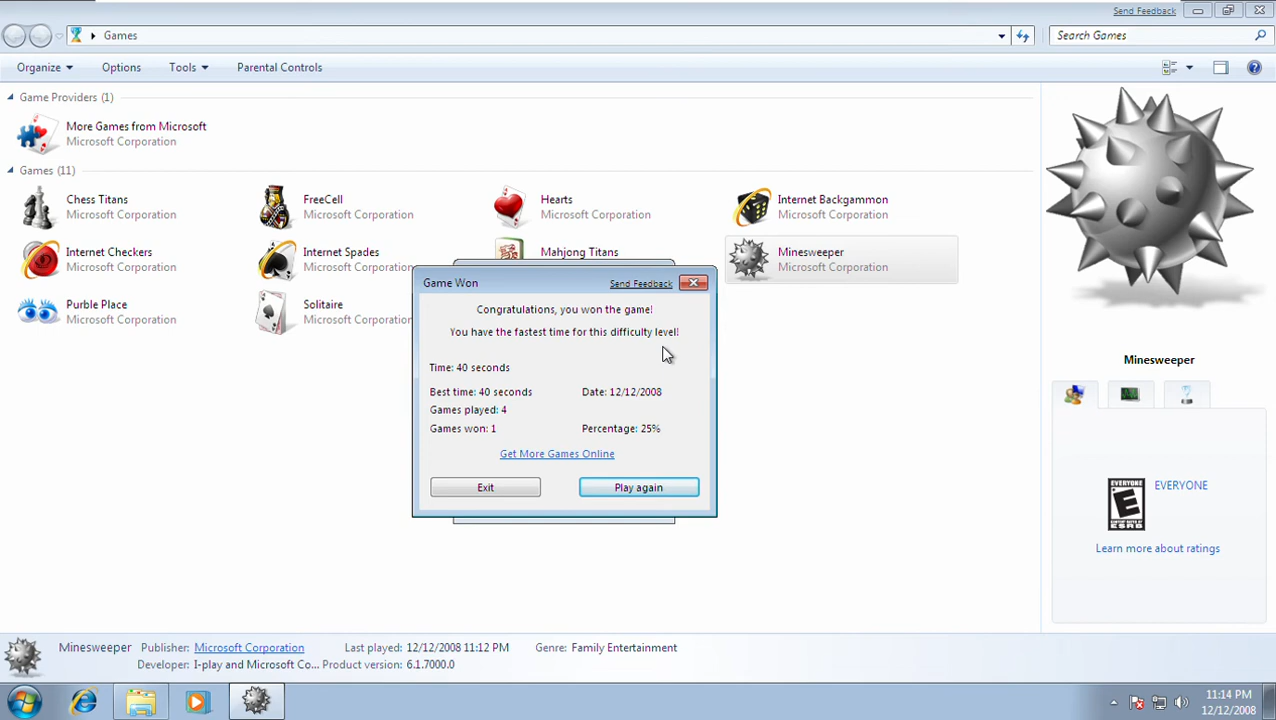 Send Feedback
Games
Search Games
Organize Options Tools Parental Controls
Game Providers (1)
More Games from Microsoft
Microsoft Corporation
Games (11)
Chess Titans
Microsoft Corporation
FreeCell
Microsoft Corporation
Hearts
Microsoft Corporation
Internet Backgammon
Microsoft Corporation
Internet Checkers
Microsoft Corporation
Internet Spades
Microsoft Corporation
Mahjong Titans
Minesweeper
Microsoft Corporation
Purble Place
Microsoft Corporation
Solitaire
Microsoft Corporation
Game Won
Send Feedback
Congratulations, you won the game!
You have the fastest time for this difficulty level!
Time: 40 seconds
Best time: 40 seconds Date: 12/12/2008
Games played: 4
Games won: 1 Percentage: 25%
Get More Games Online
Exit Play again
Minesweeper
E
ESRB
EVERYONE
Learn more about ratings
Minesweeper Publisher: Microsoft Corporation Last played: 12/12/2008 11:12 PM Genre: Family Entertainment
Developer: I-play and Microsoft Co... Product version: 6.1.7000.0
11:14 PM
12/12/2008